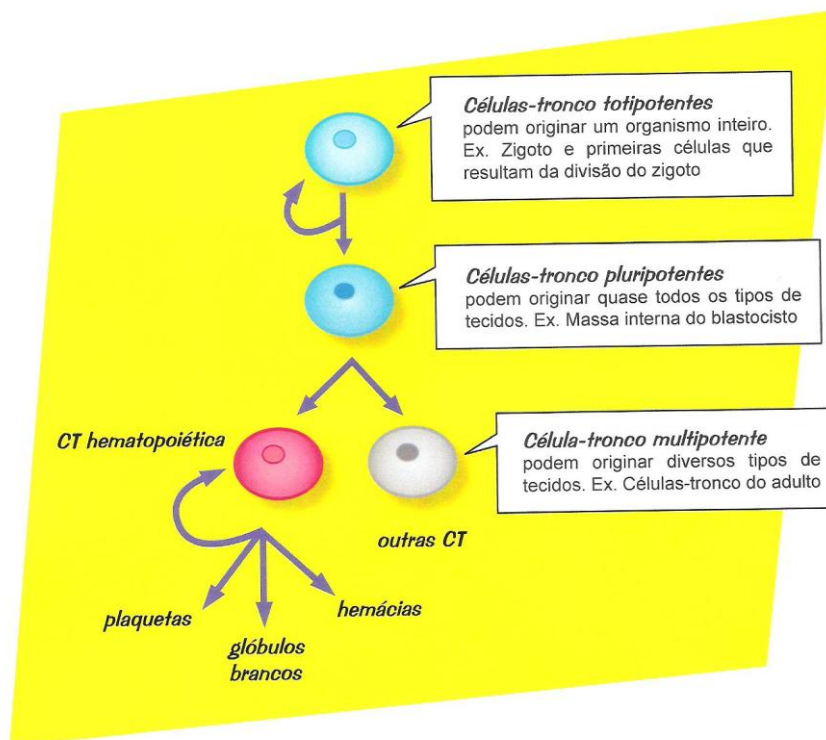 Células-tronco totipotentes
podem originar um organismo inteiro.
Ex. Zigoto e primeiras células que
resultam da divisão do zigoto
Células-tronco pluripotentes
podem originar quase todos os tipos de
tecidos. Ex. Massa interna do blastocisto
CT hematopoiética
Célula-tronco multipotente
podem originar diversos tipos de
tecidos. Ex. Células-tronco do adulto
outras CT
plaquetas
glóbulos
brancos
hemácias